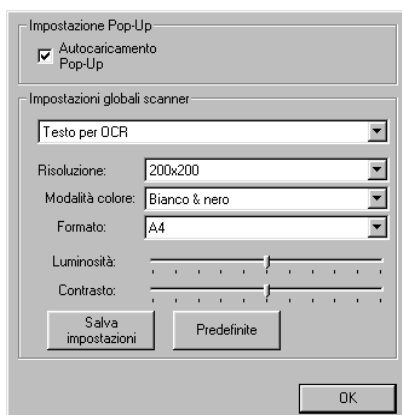 Impostazione Pop-Up
Autocaricamento
Pop-Up
Impostazioni globali scanner
Testo per OCR
Risoluzione: 200x200
Modalità colore: Bianco & nero
Formato: A4
Luminosità:
Contrasto:
Salva
impostazioni
Predefinite
OK